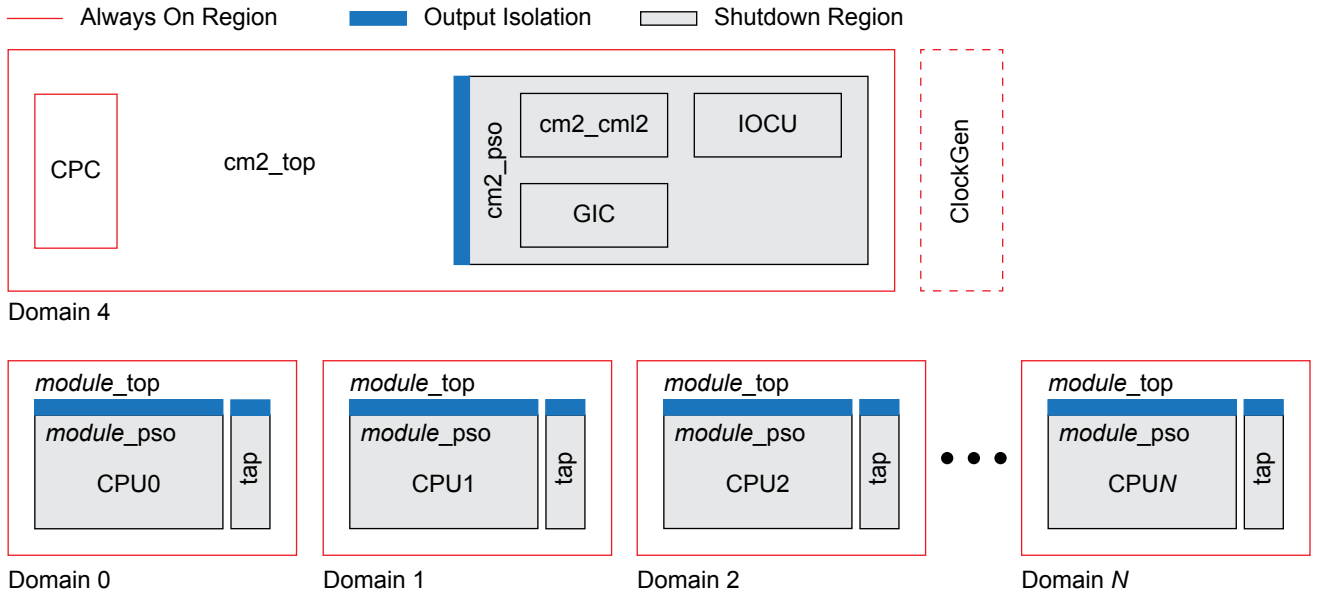 Always On Region
Output Isolation
Shutdown Region
CPC
cm2_top
cm2_pso
cm2_cml2
IOCU
GIC
ClockGen
Domain 4
module_top
module_pso
CPU0
tap
Domain 0
module_top
module_pso
CPU1
tap
Domain 1
module_top
module_pso
CPU2
tap
Domain 2
module_top
module_pso
CPUN
tap
Domain N